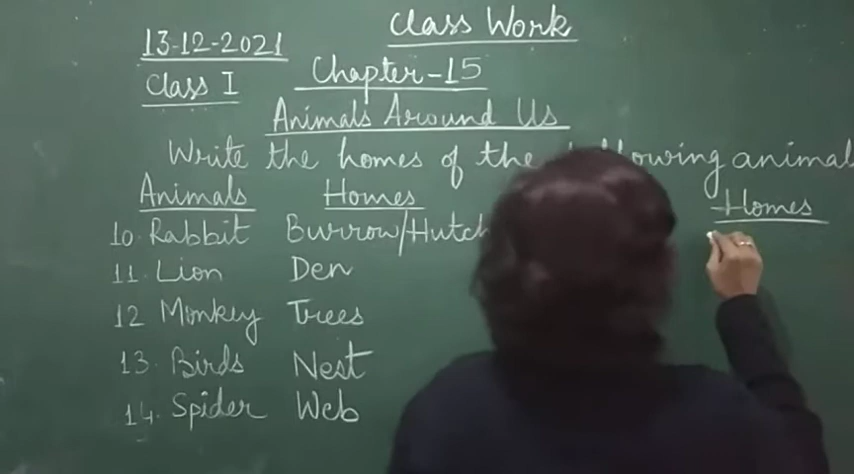 Class Work
13-12-2021
Class I Chapter-15
Animals Around Us
Write the homes of the animal
Animals Homes Homes
10. Rabbit Burrow/Hutch
11. Lion Den
12 Monkey Trees
13. Birds Nest
14. Spider Web